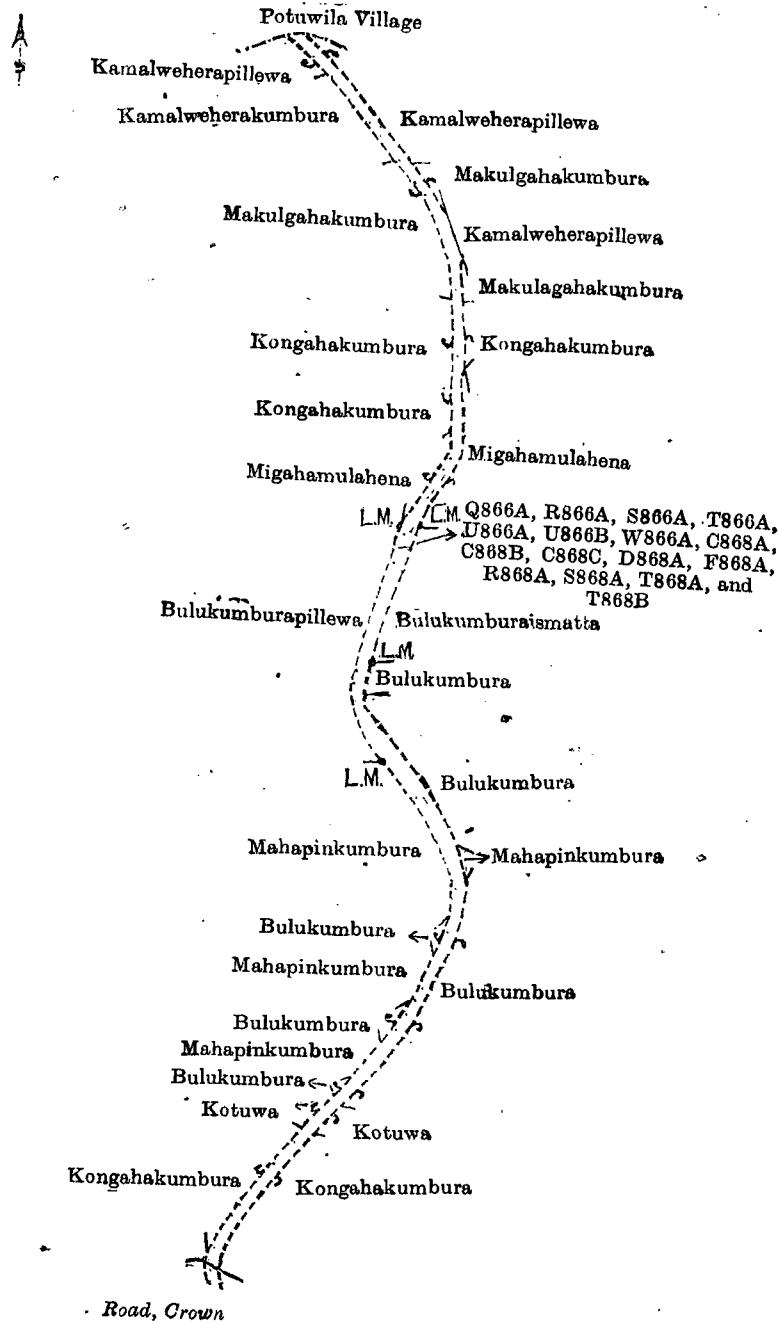 Potuwila Village
Kamalweherapillewa
Kamalweherakumbura
Kamalweherapillewa
Makulgahakumbura
Makulgahakumbura
Kamalweherapillewa
Makulagahakumbura
Kongahakumbura
Kongahakumbura
Kongahakumbura
Migahamulahena
Migahamulahena
L.M.
L.M.
Q866A, R866A, S866A, T866A,
U866A, U866B, W866A, C868A,
C868B, C868C, D868A, F868A,
R868A, S868A, T868A, and
T868B
Bulukumburapillewa
Bulukumburaismatta
L.M
Bulukumbura
L.M.
Bulukumbura
Mahapinkumbura
Mahapinkumbura
Bulukumbura
Mahapinkumbura
Bulukumbura
Bulukumbura
Mahapinkumbura
Bulukumbura
Kotuwa
Kotuwa
Kongahakumbura
Kongahakumbura
Road, Crown